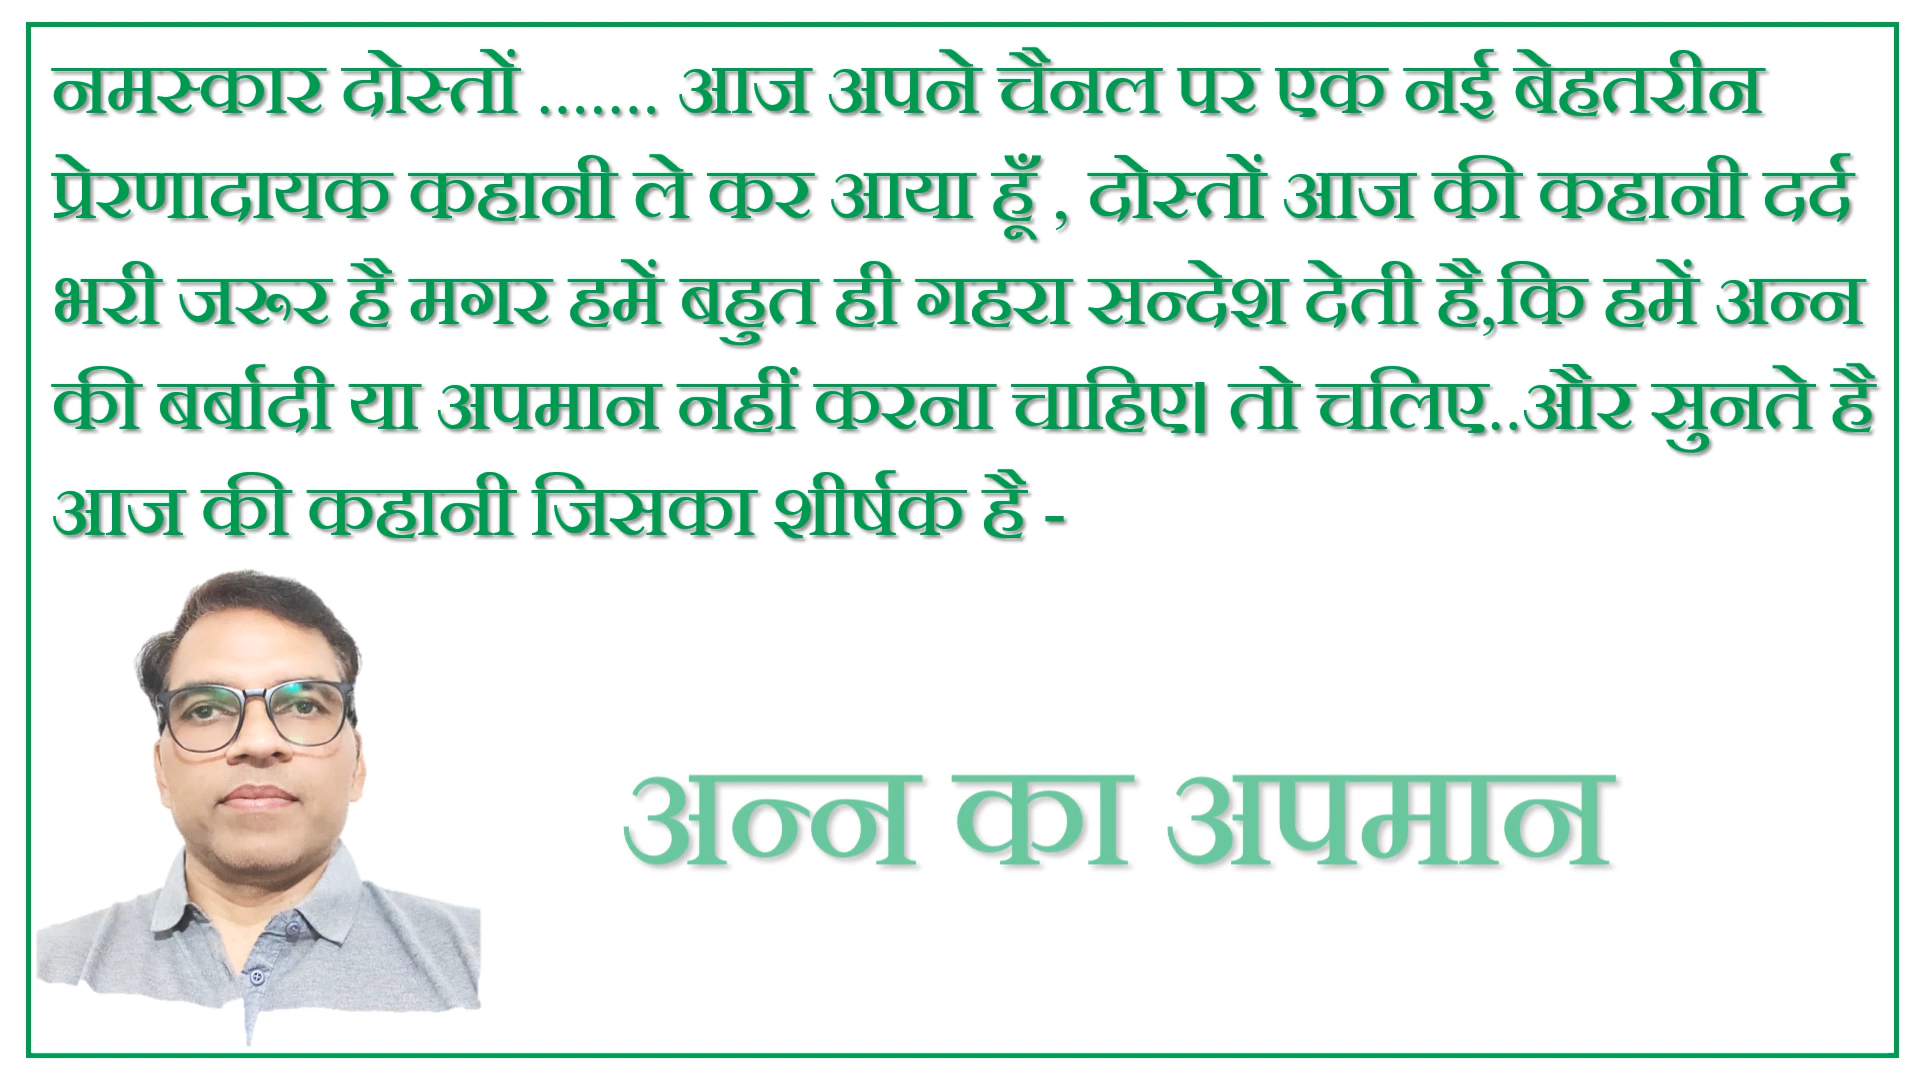 नमस्कार दोस्तों ....... आज अपने चैनल पर एक नई बेहतरीन
प्रेरणादायक कहानी ले कर आया हूँ , दोस्तों आज की कहानी दर्द
भरी जरूर है मगर हमें बहुत ही गहरा सन्देश देती है,कि हमें अन्न
की बर्बादी या अपमान नहीं करना चाहिए। तो चलिए..और सुनते है
आज की कहानी जिसका शीर्षक है -
अन्न का अपमान